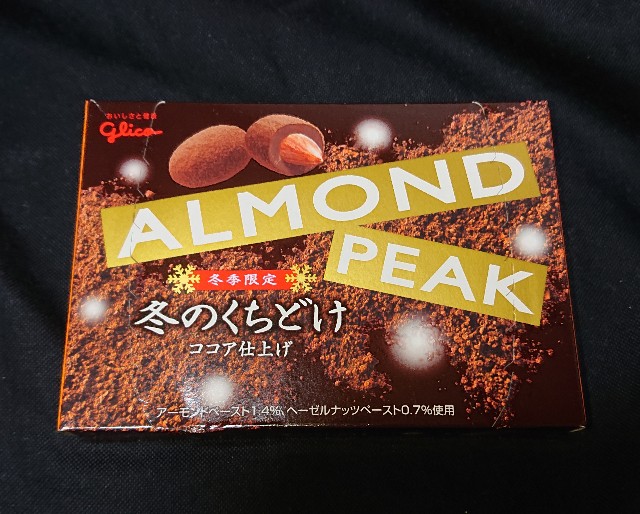 おいしさと健康
Glico
ALMOND
PEAK
冬季限定
冬のくちどけ
ココア仕上げ
アーモンドペースト1.4%、ヘーゼルナッツペースト0.7%使用